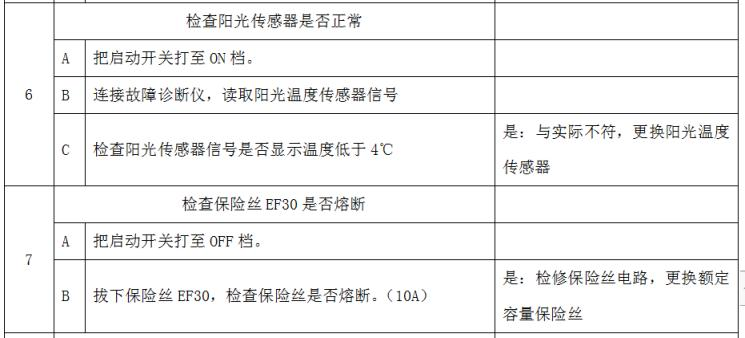 检查阳光传感器是否正常
6
A
把启动开关打至 ON 档。
B
连接故障诊断仪，读取阳光温度传感器信号
C
检查阳光传感器信号是否显示温度低于 4℃
是：与实际不符，更换阳光温度
传感器
检查保险丝 EF30 是否熔断
7
A
把启动开关打至 OFF 档。
B
拔下保险丝 EF30，检查保险丝是否熔断。（10A）
是：检修保险丝电路，更换额定
容量保险丝